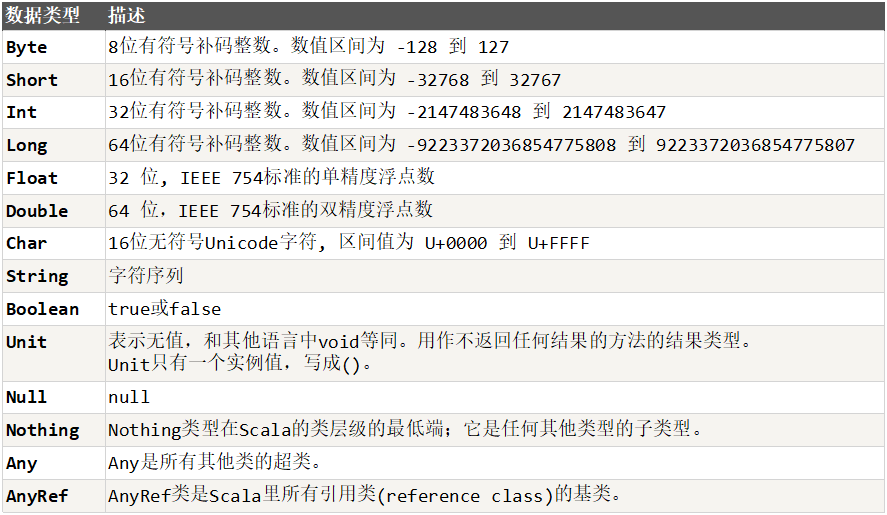 数据类型 描述
Byte 8位有符号补码整数。数值区间为 -128 到 127
Short 16位有符号补码整数。数值区间为 -32768 到 32767
Int 32位有符号补码整数。数值区间为 -2147483648 到 2147483647
Long 64位有符号补码整数。数值区间为 -9223372036854775808 到 9223372036854775807
Float 32 位, IEEE 754标准的单精度浮点数
Double 64 位，IEEE 754标准的双精度浮点数
Char 16位无符号Unicode字符, 区间值为 U+0000 到 U+FFFF
String 字符序列
Boolean true或false
Unit 表示无值，和其他语言中void等同。用作不返回任何结果的方法的结果类型。
Unit只有一个实例值，写成()。
Null null
Nothing Nothing类型在Scala的类层级的最低端；它是任何其他类型的子类型。
Any Any是所有其他类的超类。
AnyRef AnyRef类是Scala里所有引用类(reference class)的基类。